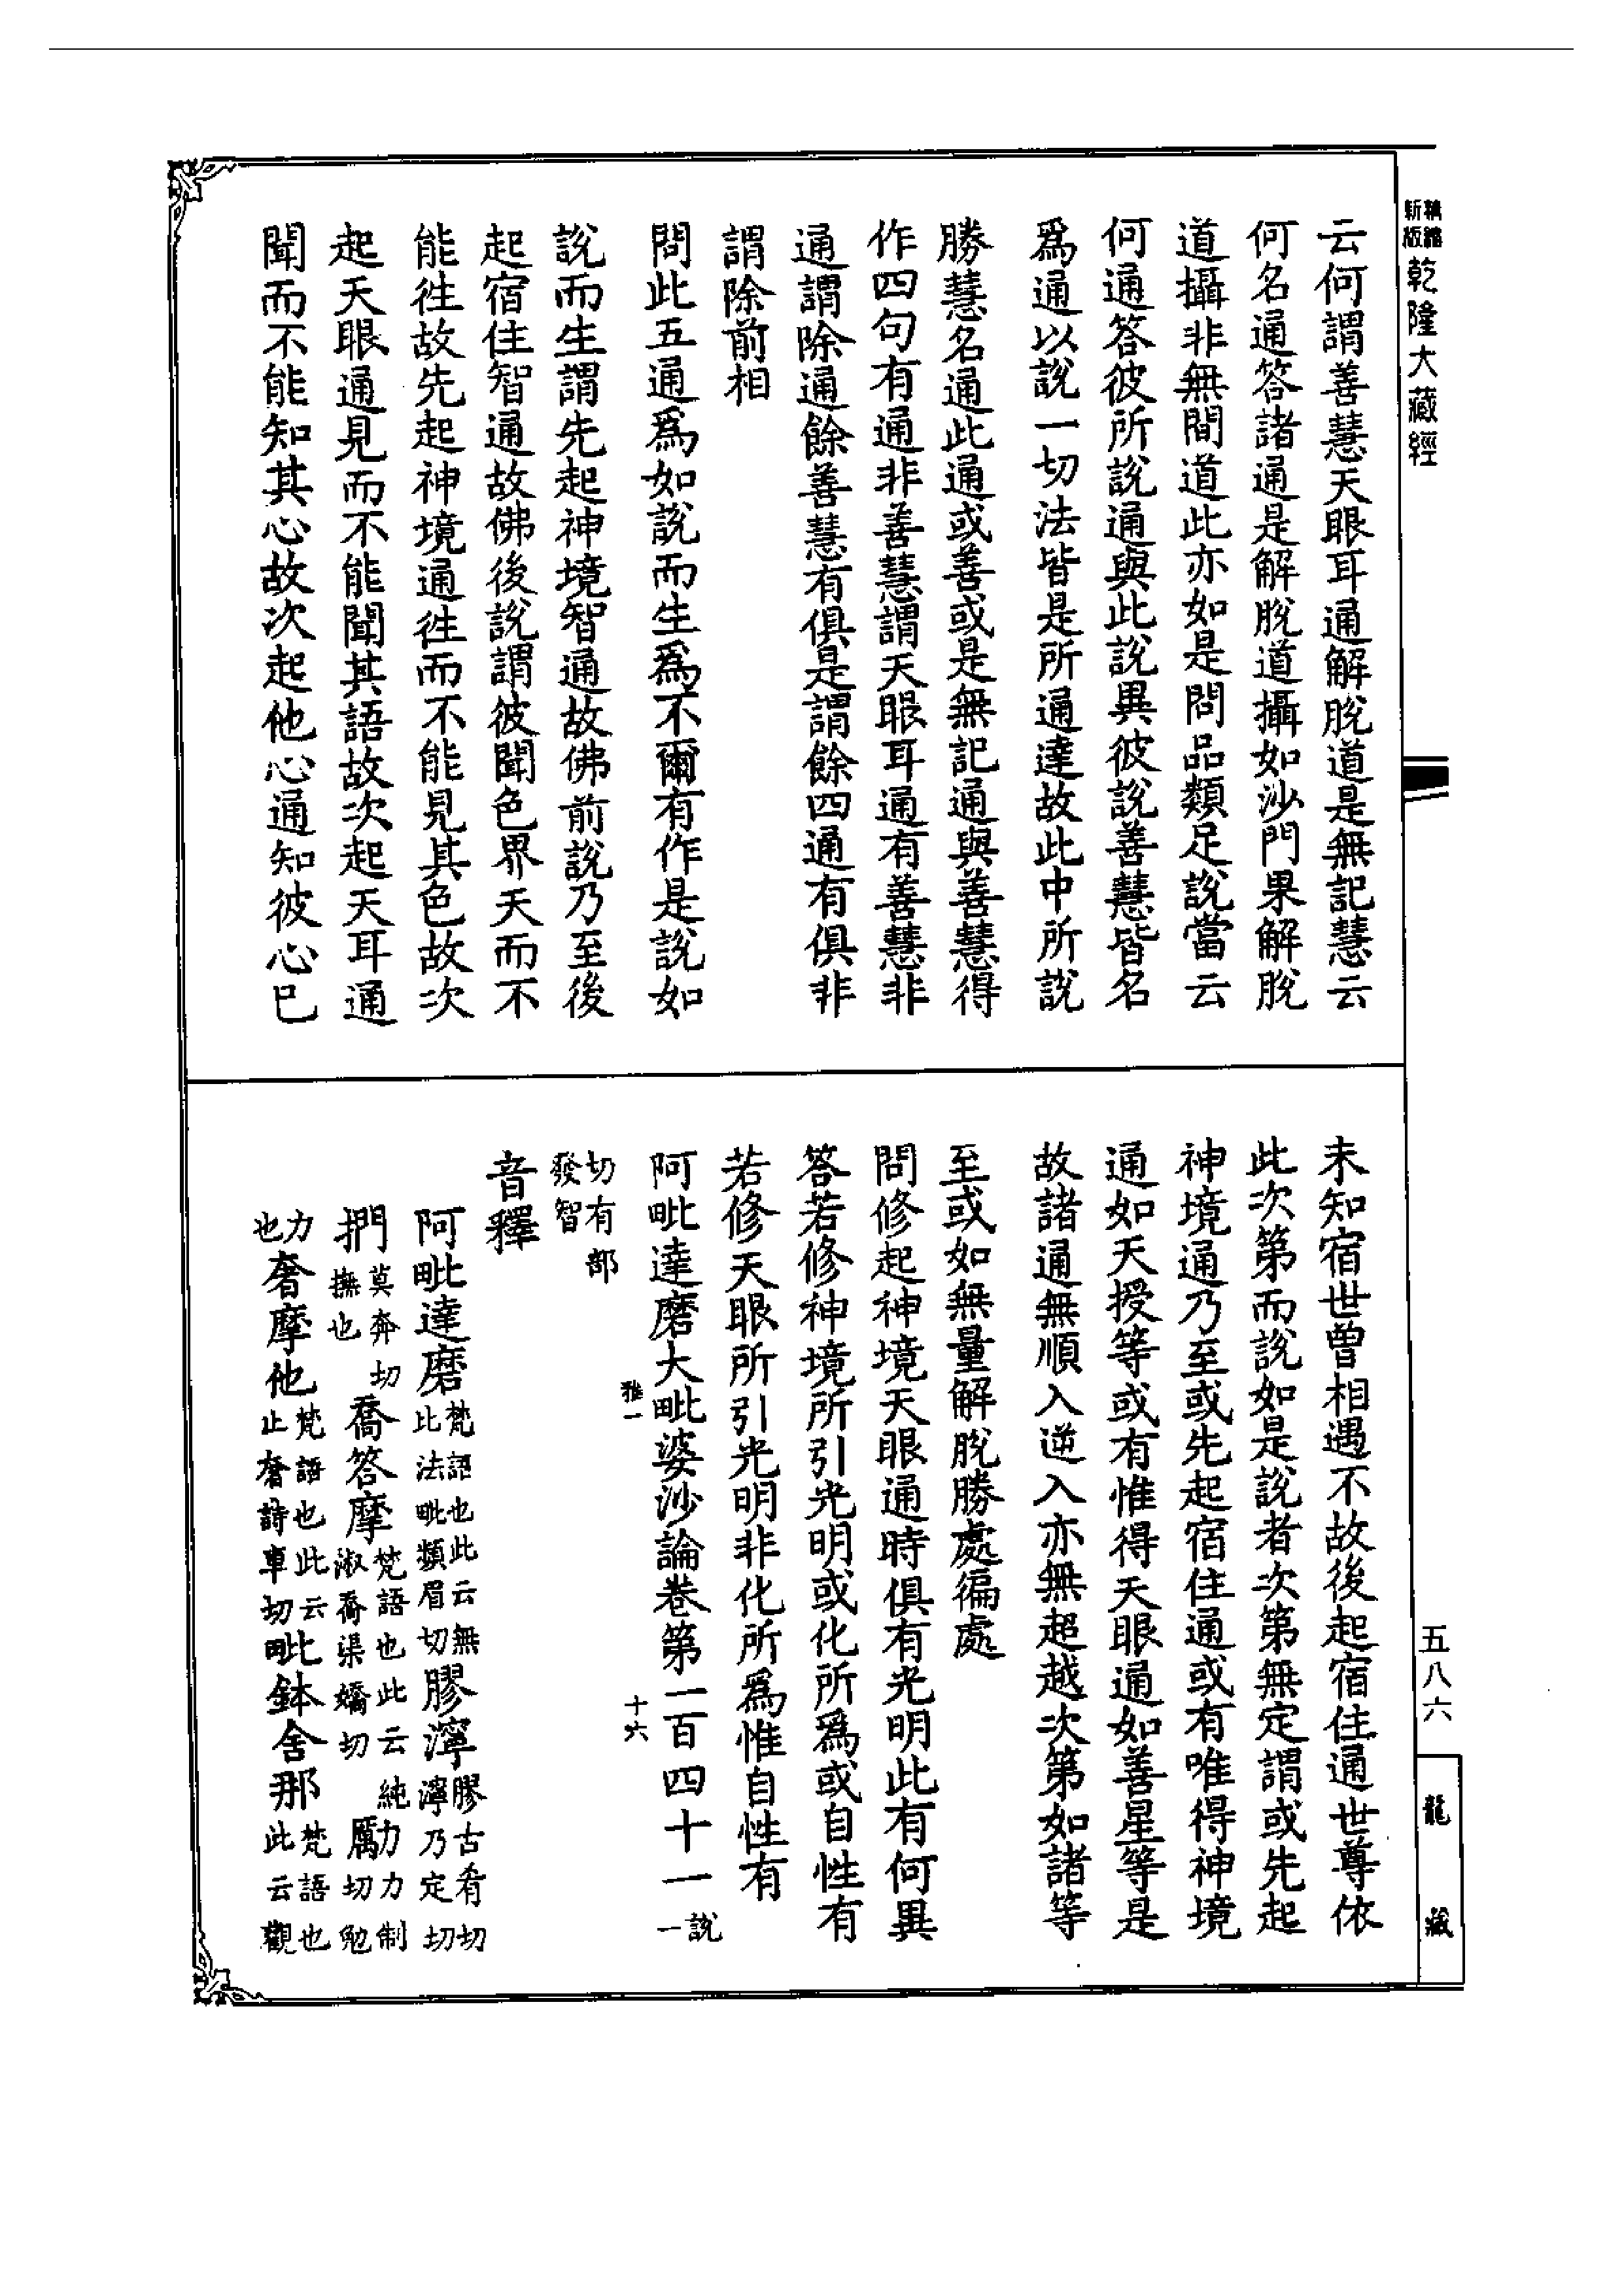 新版精縮乾隆大藏經
云何謂善慧天眼耳通解脫道是無記慧云
何名通答諸通是解脫道攝如沙門果解脫
道攝非無間道此亦如是問品類足說當云
何通答彼所說通與此說異彼說善慧皆名
爲通以說一切法皆是所通達故此中所說
勝慧名通此通或善或是無記通與善慧得
作四句有通非善慧謂天眼耳通有善慧非
通謂除通餘善慧有俱是謂餘四通有俱非
謂除前相
問此五通爲如說而生爲不爾有作是說如
說而生謂先起神境智通故佛前說乃至後
起宿住智通故佛後說謂彼聞色界天而不
能徃故先起神境通徃而不能見其色故次
起天眼通見而不能聞其語故次起天耳通
聞而不能知其心故次起他心通知彼心已
未知宿世曾相遇不故後起宿住通世尊依
此次第而說如是說者次第無定謂或先起
神境通乃至或先起宿住通或有唯得神境
通如天授等或有惟得天眼通如善星等是
故諸通無順入逆入亦無超越次第如諸等
至或如無量解脫勝處徧處
問修起神境天眼通時俱有光明此有何異
答若修神境所引光明或化所爲或自性有
若修天眼所引光明非化所爲惟自性有
阿毗達磨大毗婆沙論卷第一百四十一說一
雅一 十六
切有部
發智
音釋
阿毗達磨梵語也此云無
比法毗類眉切膠濘膠古肴切
濘乃定切
捫莫奔切
撫也喬答摩梵語也此云純
淑喬渠嬌切厲力制
切勉
力
也奢摩他梵語也此云
止奢詩車切毗鉢舍那梵語也
此云觀
五八六
龍藏